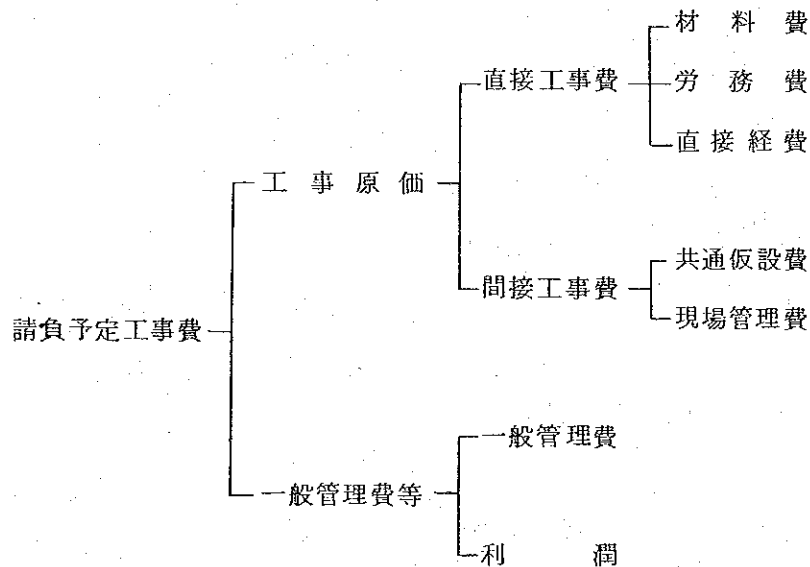 材料費
直接工事費
労務費
直接経費
工事原価
共通仮設費
間接工事費
現場管理費
請負予定工事費
一般管理費
一般管理費等
利潤